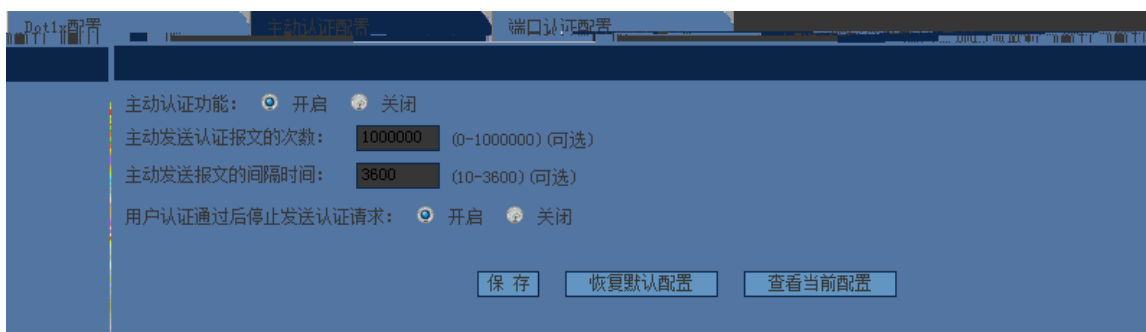 Dot1x配置 主动认证配置 端口认证配置
主动认证功能: 开启 关闭
主动发送认证报文的次数: 1000000 (0-1000000)(可选)
主动发送报文的间隔时间: 3600 (10-3600)(可选)
用户认证通过后停止发送认证请求: 开启 关闭
保 存 恢复默认配置 查看当前配置